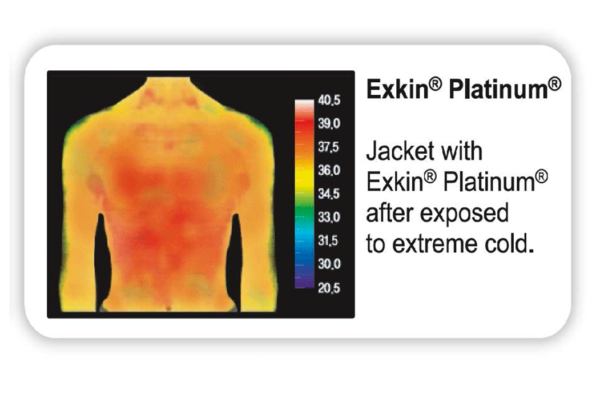 Exkin® Platinum®
Jacket with
Exkin® Platinum®
after exposed
to extreme cold.
40,5
39,0
37,5
36,0
34,5
33,0
31,5
30,0
20,5